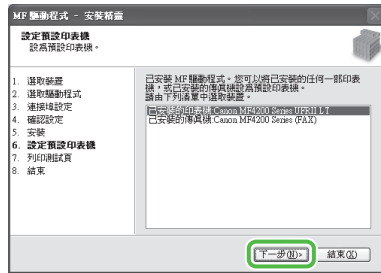 MF 驅動程式 - 安裝精靈
設定預設印表機
設為預設印表機。
1. 選取裝置
2. 選取驅動程式
3. 連接埠設定
4. 確認設定
5. 安裝
6. 設定預設印表機
7. 列印測試頁
8. 結束
已安裝 MF 驅動程式。您可以將已安裝的任何一部印表
機，或已安裝的傳真機設為預設印表機。
請由下列清單中選取裝置。
已安裝的印表機:Canon MF4200 Series UFRII LT
已安裝的傳真機:Canon MF4200 Series (FAX)
下一步(N)>
結束(X)